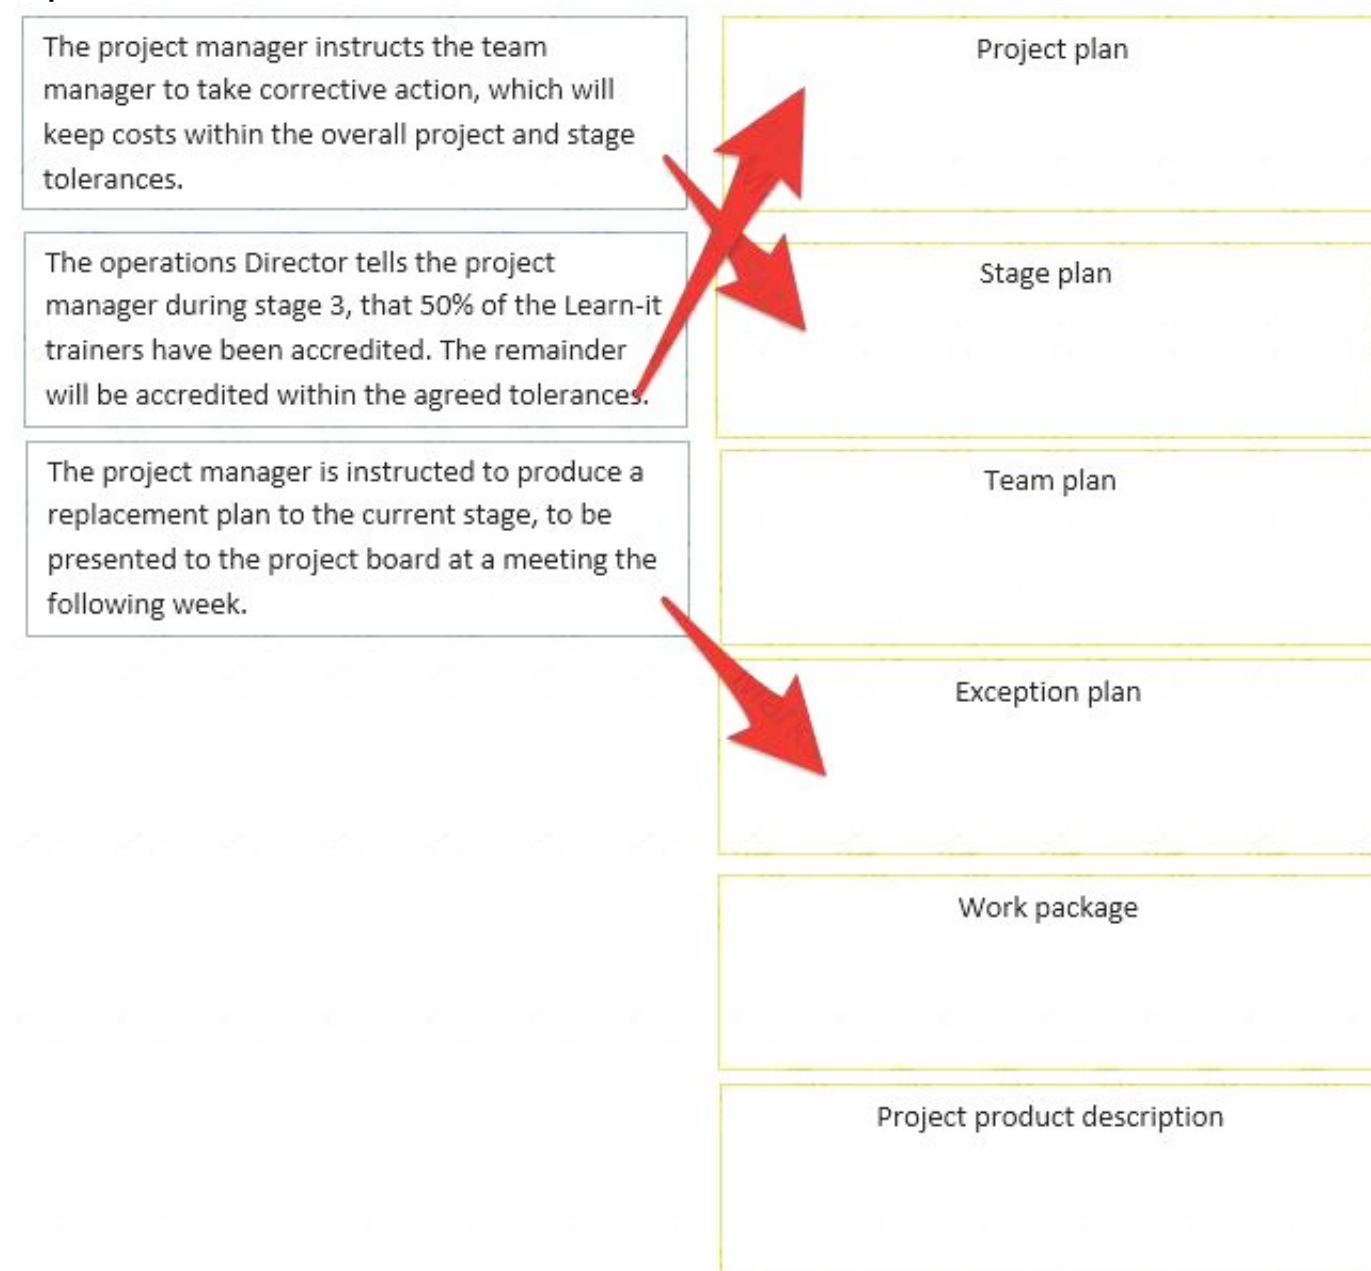 The project manager instructs the team
manager to take corrective action, which will
keep costs within the overall project and stage
tolerances.
The operations Director tells the project
manager during stage 3, that 50% of the Learn-it
trainers have been accredited. The remainder
will be accredited within the agreed tolerances.
The project manager is instructed to produce a
replacement plan to the current stage, to be
presented to the project board at a meeting the
following week.
Project plan
Stage plan
Team plan
Exception plan
Work package
Project product description